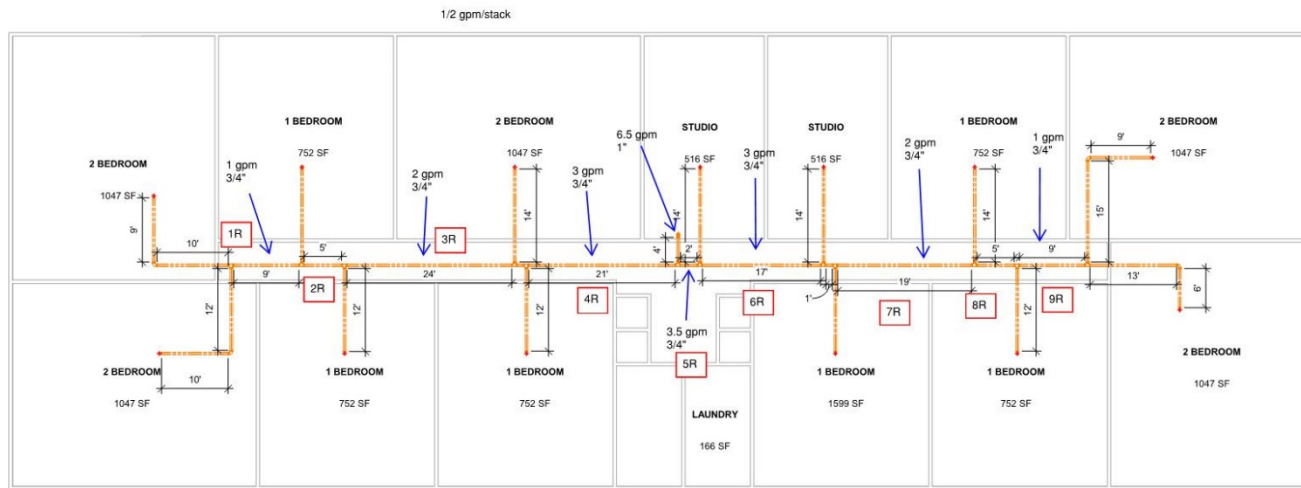 1/2 gpm/stack
1 BEDROOM
752 SF
2 BEDROOM
1047 SF
6.5 gpm
1"
STUDIO
516 SF
STUDIO
516 SF
1 BEDROOM
752 SF
2 BEDROOM
1047 SF
2 BEDROOM
1047 SF
1 gpm
3/4"
2 gpm
3/4"
3 gpm
3/4"
3 gpm
3/4"
2 gpm
3/4"
1 gpm
3/4"
9'
9'
10'
1R
5'
14'
3R
14'
4'
14'
2'
14'
14'
5'
9'
15'
13'
6'
9'
2R
24'
21'
4R
17'
6R
1'
19'
7R
8R
9R
12'
12'
12'
12'
3.5 gpm
3/4"
5R
10'
2 BEDROOM
1047 SF
1 BEDROOM
752 SF
1 BEDROOM
752 SF
LAUNDRY
166 SF
1 BEDROOM
1599 SF
1 BEDROOM
752 SF
2 BEDROOM
1047 SF